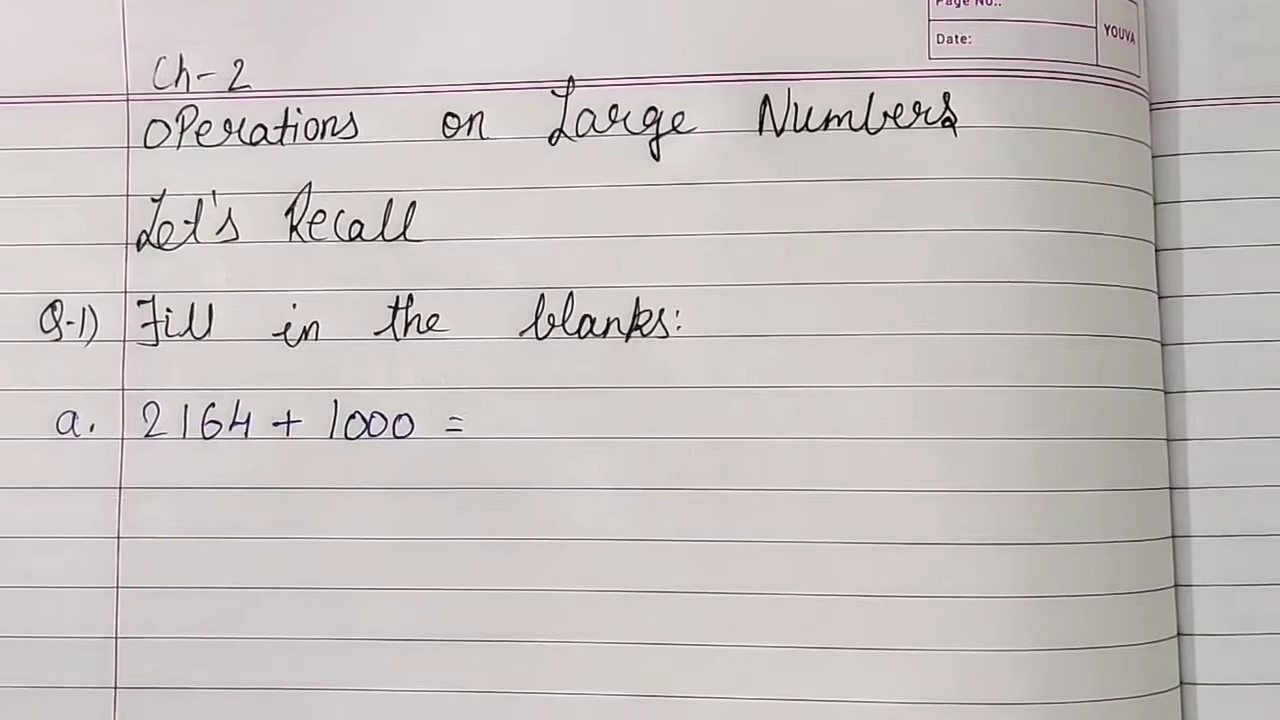 Page No.:
Date:
YOUVA
Ch-2
Operations on Large Numbers
Let's Recall
Q-1) Fill in the blanks:
a. 2164 + 1000 =